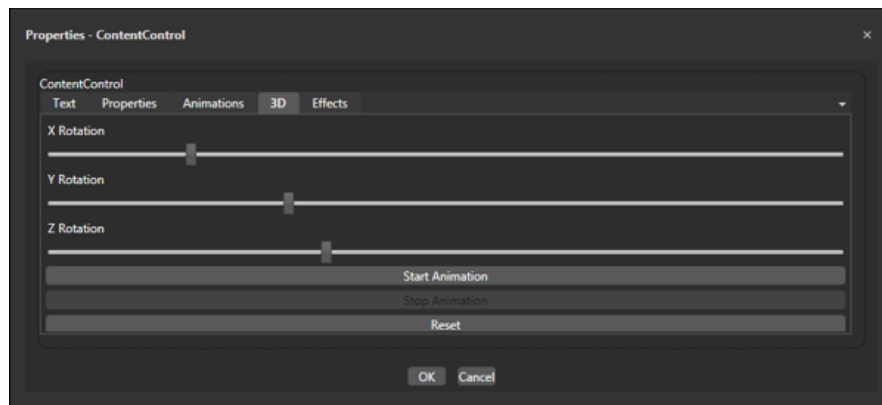 Properties - ContentControl
ContentControl
Text Properties Animations 3D Effects
X Rotation
Y Rotation
Z Rotation
Start Animation
Stop Animation
Reset
OK Cancel